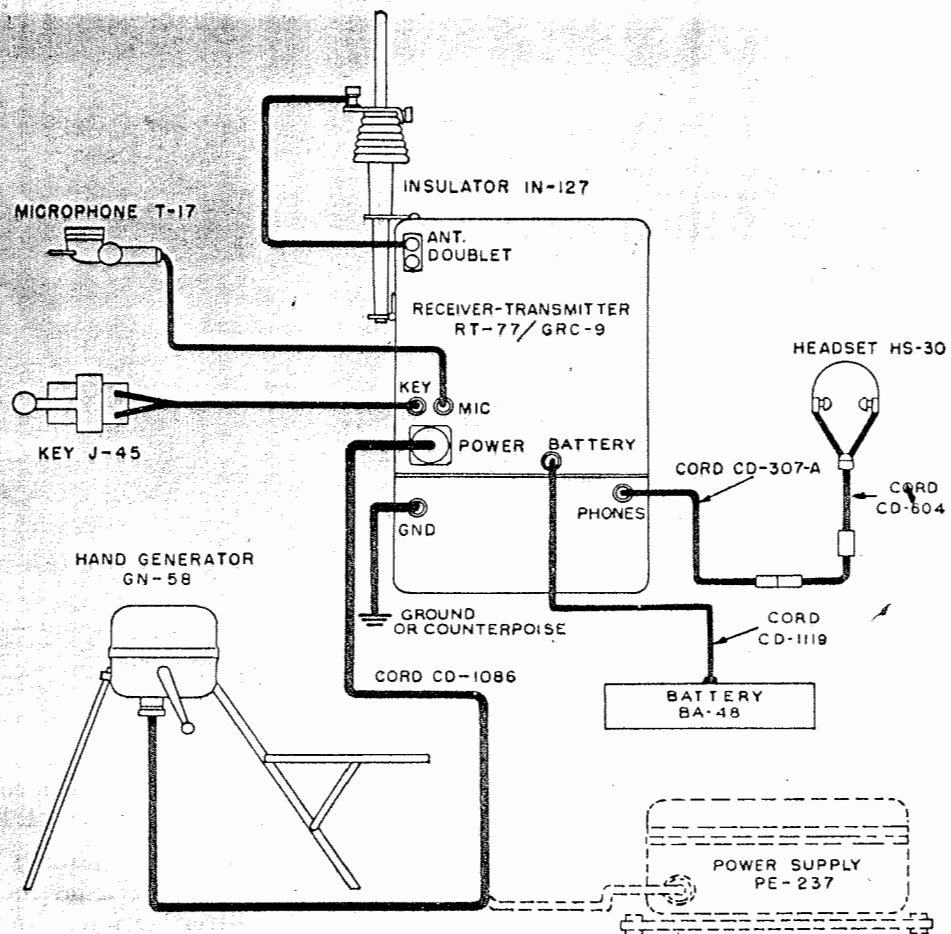 INSULATOR IN-127
MICROPHONE T-17
ANT.
DOUBLET
RECEIVER-TRANSMITTER
RT-77/GRC-9
HEADSET HS-30
KEY
MIC
KEY J-45
POWER
BATTERY
CORD CD-307-A
CORD
CD-604
PHONES
GND
HAND GENERATOR
GN-58
GROUND
OR COUNTERPOISE
CORD
CD-1119
CORD CD-1086
BATTERY
BA-48
POWER SUPPLY
PE-237